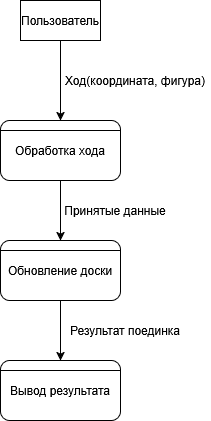 Пользователь
Ход(координата, фигура)
Обработка хода
Принятые данные
Обновление доски
Результат поединка
Вывод результата